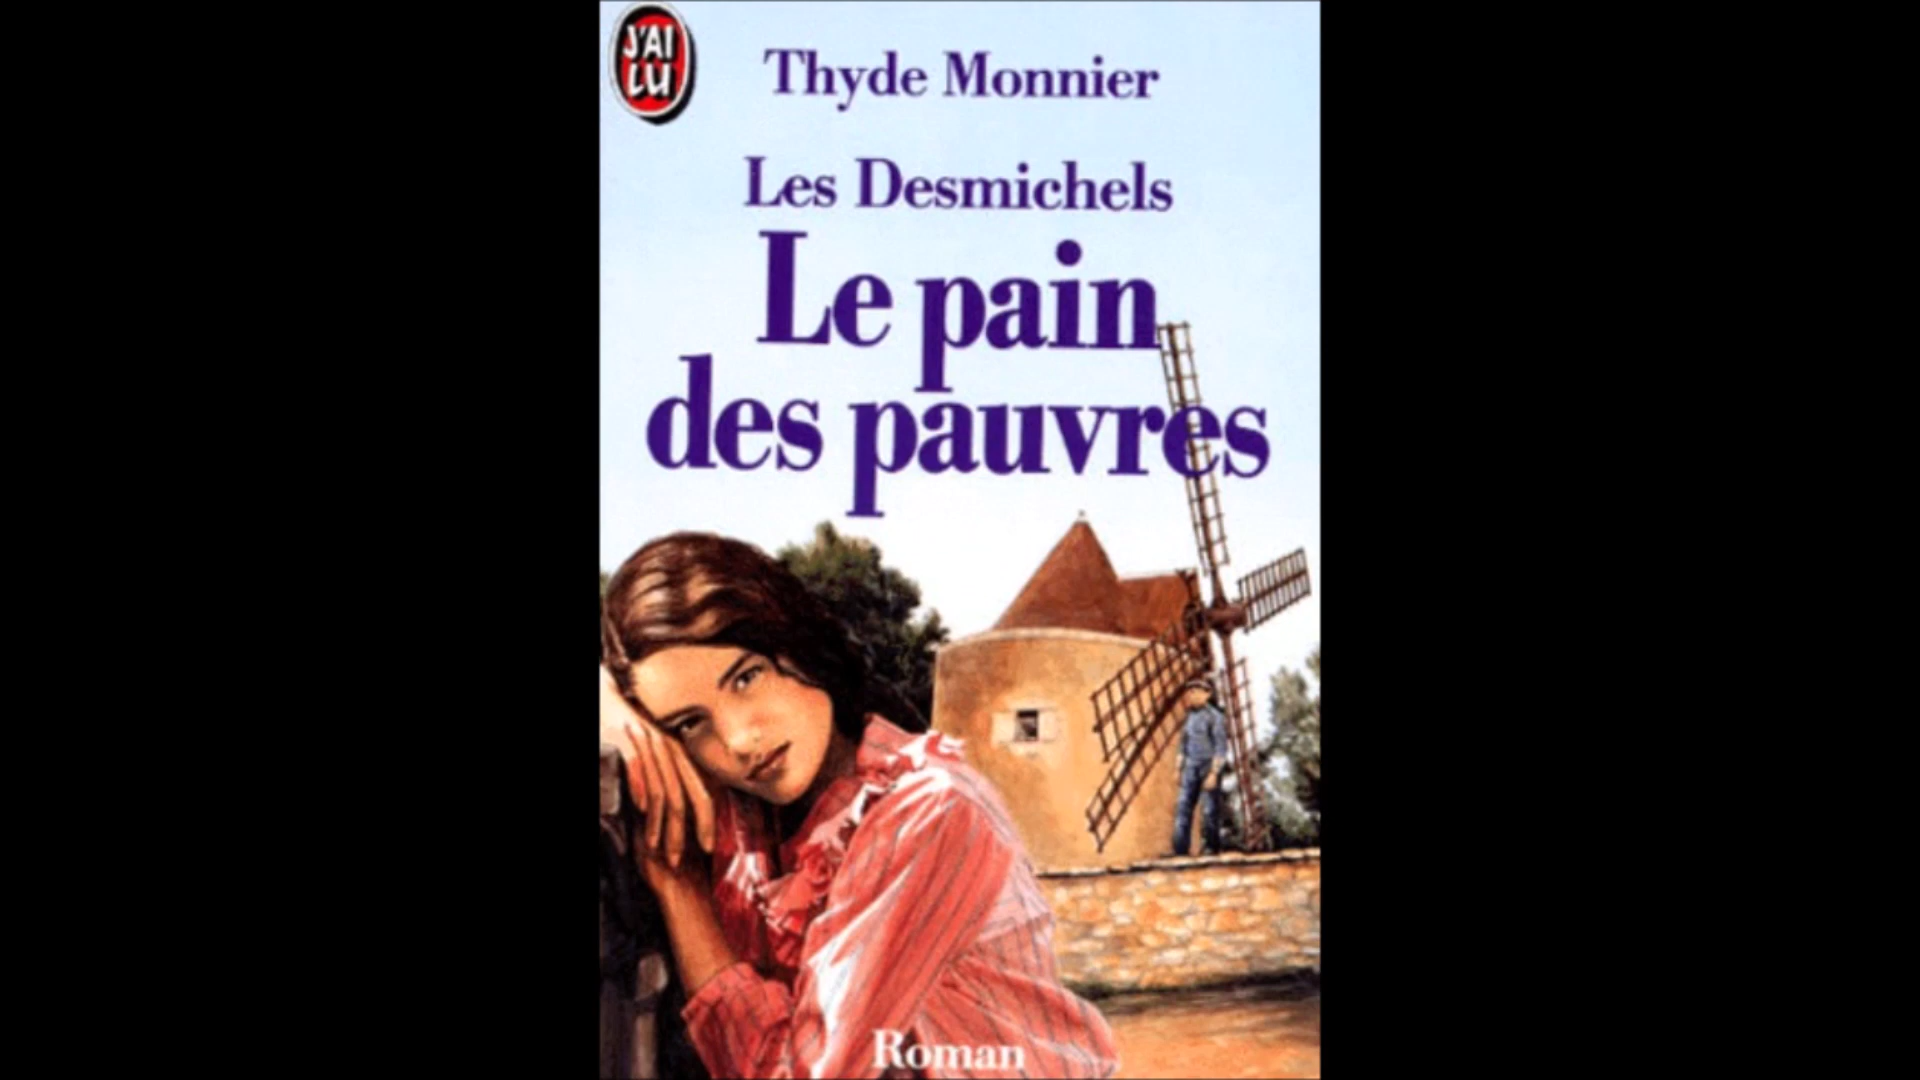 J'AI
LU
Thyde Monnier
Les Desmichels
Le pain
des pauvres
Roman